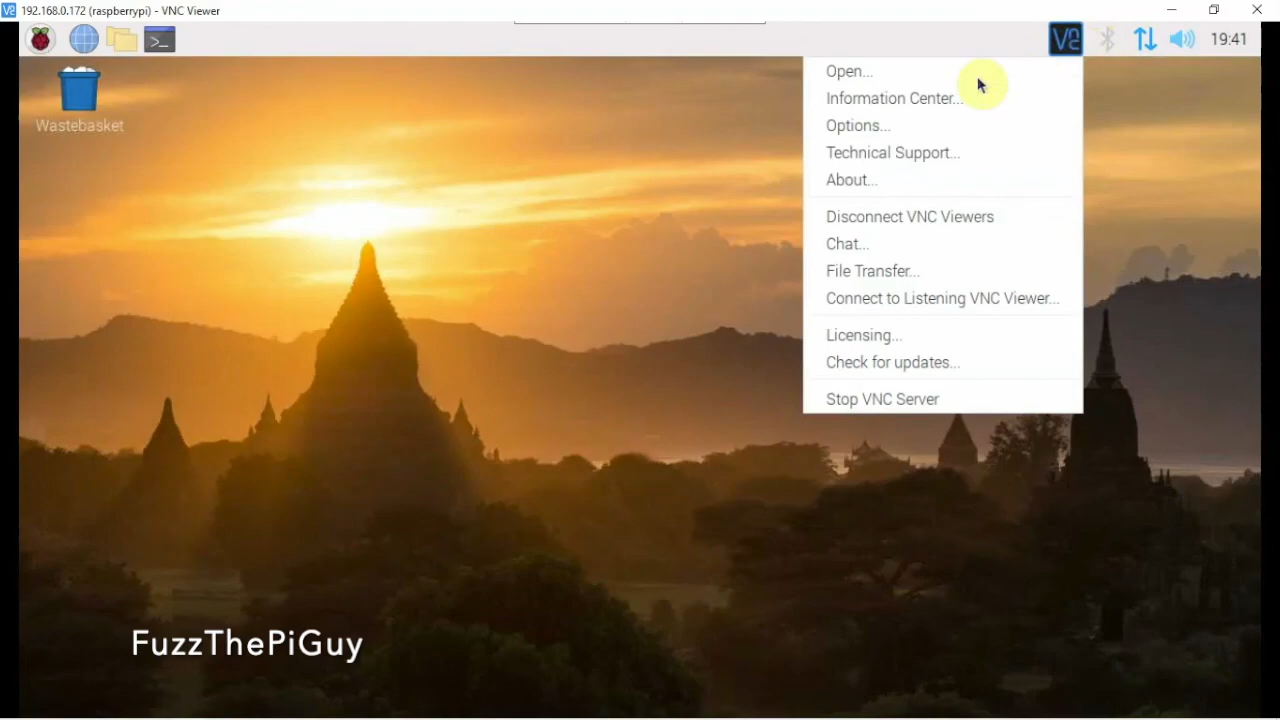 192.168.0.172 (raspberrypi) - VNC Viewer
19:41
Wastebasket
Open...
Information Center...
Options...
Technical Support...
About...
Disconnect VNC Viewers
Chat...
File Transfer...
Connect to Listening VNC Viewer...
Licensing...
Check for updates...
Stop VNC Server
FuzzThePiGuy